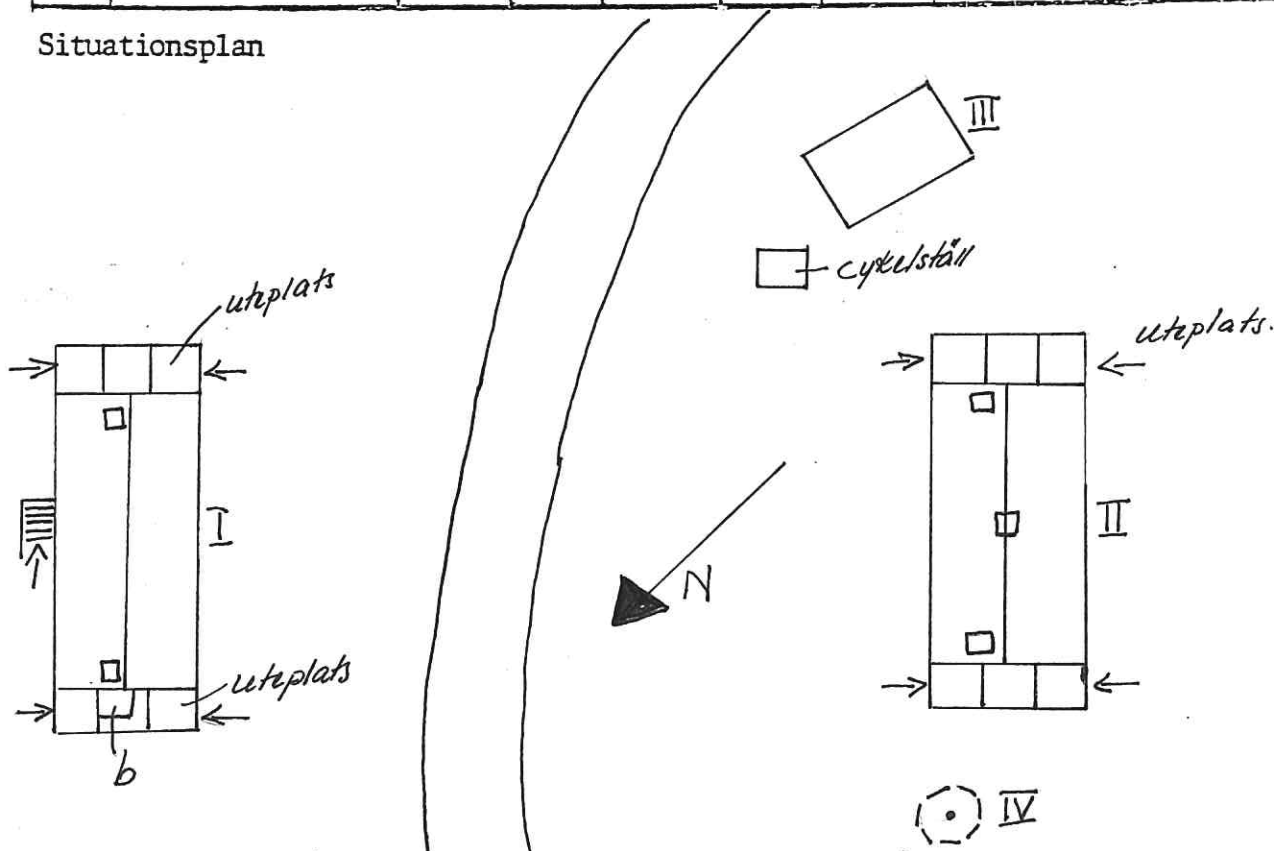 Situationsplan
III
cykelställ
uteplats
uteplats.
I
II
N
uteplats
b
IV